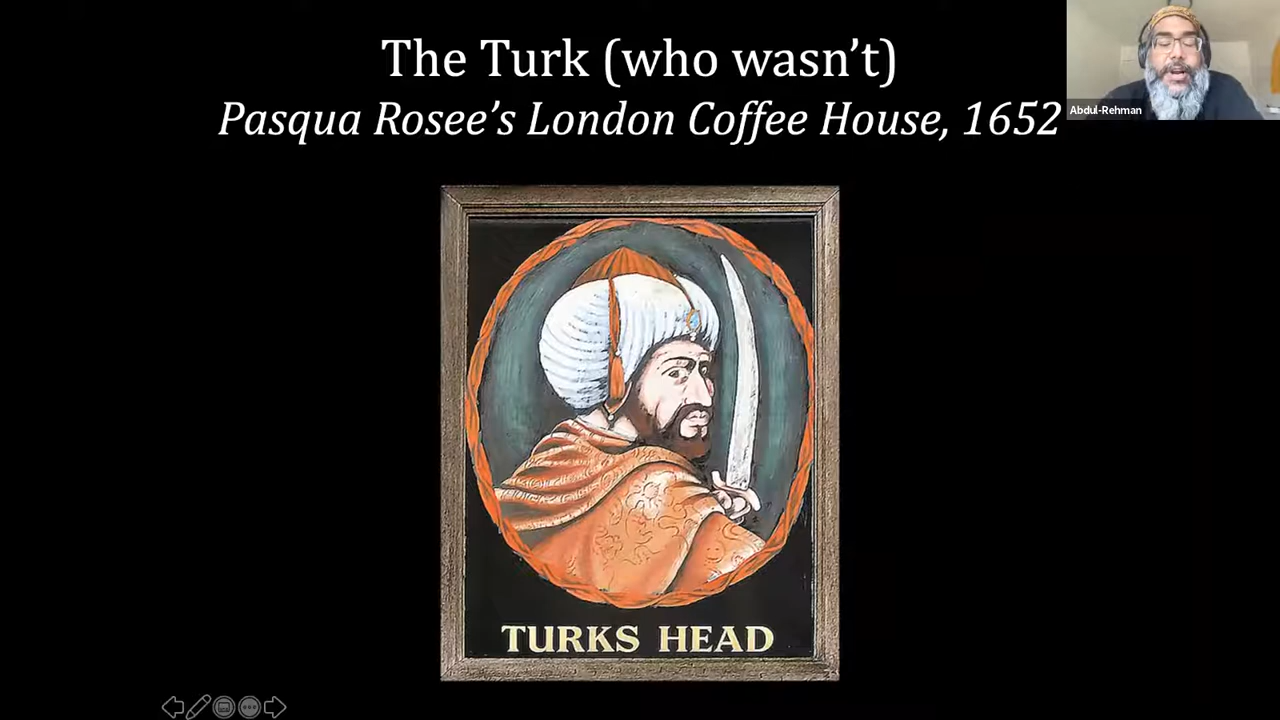 The Turk (who wasn’t)
Pasqua Rosee’s London Coffee House, 1652
Abdul-Rehman
TURKS HEAD